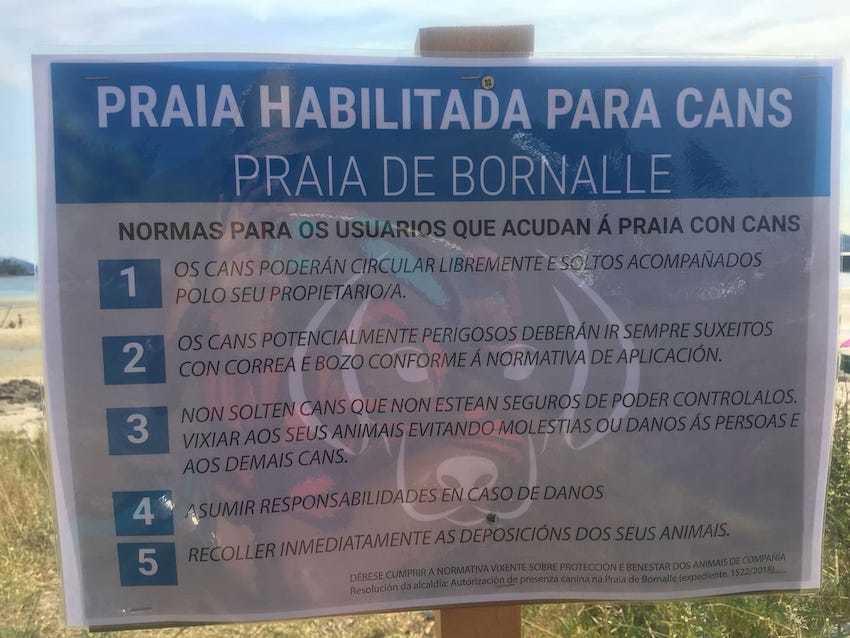 PRAIA HABILITADA PARA CANS
PRAIA DE BORNALLE
NORMAS PARA OS USUARIOS QUE ACUDAN Á PRAIA CON CANS
1 OS CANS PODERÁN CIRCULAR LIBREMENTE E SOLTOS ACOMPAÑADOS
POLO SEU PROPIETARIO/A.
2 OS CANS POTENCIALMENTE PERIGOSOS DEBERÁN IR SEMPRE SUXEITOS
CON CORREA E BOZO CONFORME Á NORMATIVA DE APLICACIÓN.
3 NON SOLTEN CANS QUE NON ESTEAN SEGUROS DE PODER CONTROLALOS.
VIXIAR AOS SEUS ANIMAIS EVITANDO MOLESTIAS OU DANOS ÁS PERSOAS E
AOS DEMAIS CANS.
4 ASUMIR RESPONSABILIDADES EN CASO DE DANOS
5 RECOLLER INMEDIATAMENTE AS DEPOSICIÓNS DOS SEUS ANIMAIS.
DÉBESE CUMPRIR A NORMATIVA VIXENTE SOBRE PROTECCIÓN E BENESTAR DOS ANIMAIS DE COMPAÑÍA
Resolución da alcaldía: Autorización de presenza canina na Praia de Bornalle (expediente. 1522/2018)